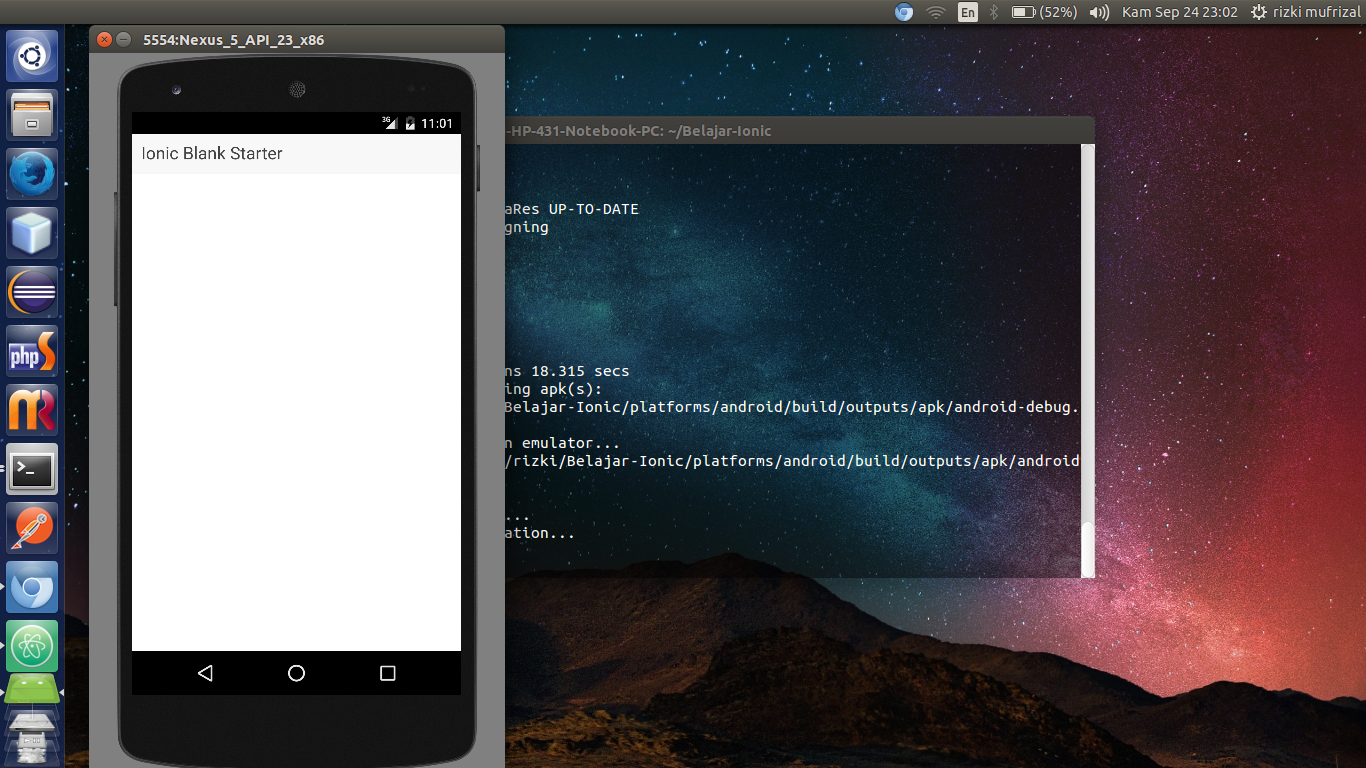 En
(52%)
Kam Sep 24 23:02
rizki mufrizal
5554:Nexus_5_API_23_x86
3G
11:01
Ionic Blank Starter
-HP-431-Notebook-PC: ~/Belajar-Ionic
aRes UP-TO-DATE
gning
ns 18.315 secs
ing apk(s):
Belajar-Ionic/platforms/android/build/outputs/apk/android-debug.
n emulator...
/rizki/Belajar-Ionic/platforms/android/build/outputs/apk/android
...
ation...
php S
MR
>_